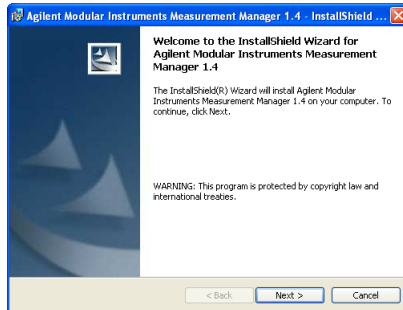 Agilent Modular Instruments Measurement Manager 1.4 - InstallShield ...
Welcome to the InstallShield Wizard for
Agilent Modular Instruments Measurement
Manager 1.4
The InstallShield(R) Wizard will install Agilent Modular
Instruments Measurement Manager 1.4 on your computer. To
continue, click Next.
WARNING: This program is protected by copyright law and
international treaties.
< Back
Next >
Cancel